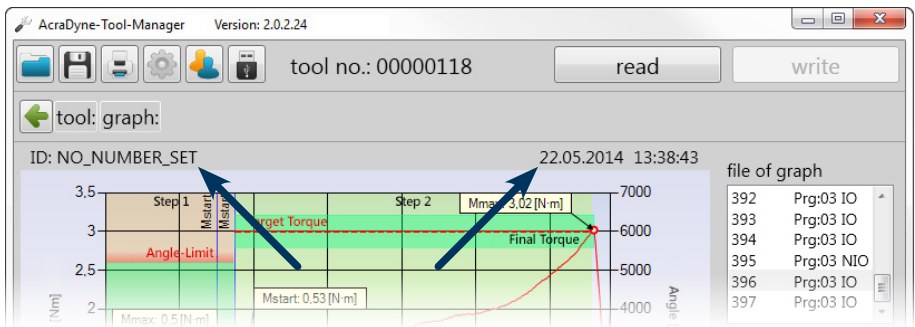 AcraDyne-Tool-Manager Version: 2.0.2.24
tool no.: 00000118 read write
tool: graph:
ID: NO_NUMBER_SET 22.05.2014 13:38:43
file of graph
3,5 Step 1 Mstart Mstart Step 2 Mmax: 3,02 [N·m] 7000
392 Prg:03 IO
393 Prg:03 IO
3 Target Torque 6000
394 Prg:03 IO
Angle-Limit Final Torque
395 Prg:03 NIO
2,5 5000
396 Prg:03 IO
Mstart: 0,53 [N·m]
397 Prg:03 IO
2 4000
[Nm] Angle
Mmax: 0.5 [N·m]